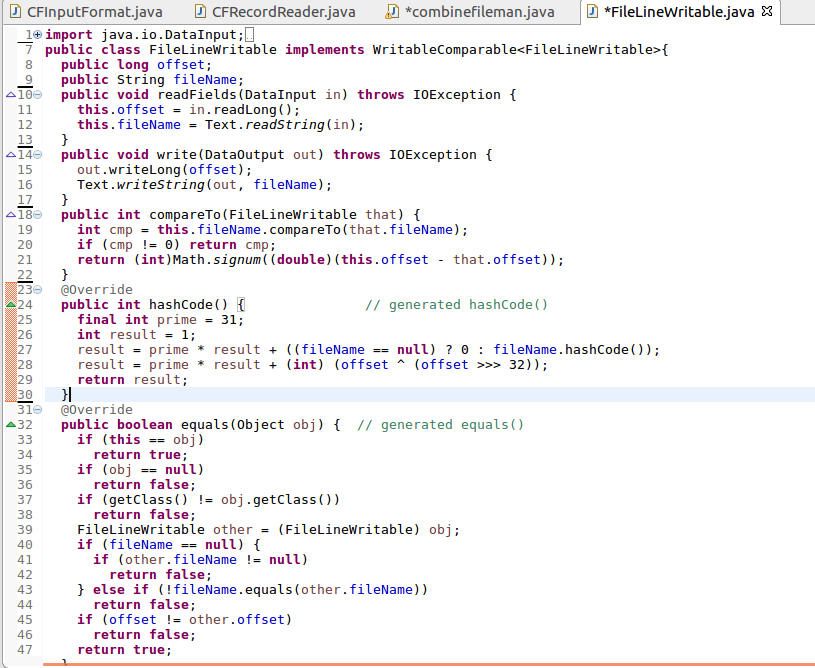 CFInputFormat.java CFRecordReader.java *combinefileman.java *FileLineWritable.java
1 import java.io.DataInput;
7 public class FileLineWritable implements WritableComparable<FileLineWritable>{
8 public long offset;
9 public String fileName;
10 public void readFields(DataInput in) throws IOException {
11 this.offset = in.readLong();
12 this.fileName = Text.readString(in);
13 }
14 public void write(DataOutput out) throws IOException {
15 out.writeLong(offset);
16 Text.writeString(out, fileName);
17 }
18 public int compareTo(FileLineWritable that) {
19 int cmp = this.fileName.compareTo(that.fileName);
20 if (cmp != 0) return cmp;
21 return (int)Math.signum((double)(this.offset - that.offset));
22 }
23 @Override
24 public int hashCode() { // generated hashCode()
25 final int prime = 31;
26 int result = 1;
27 result = prime * result + ((fileName == null) ? 0 : fileName.hashCode());
28 result = prime * result + (int) (offset ^ (offset >>> 32));
29 return result;
30 }
31 @Override
32 public boolean equals(Object obj) { // generated equals()
33 if (this == obj)
34 return true;
35 if (obj == null)
36 return false;
37 if (getClass() != obj.getClass())
38 return false;
39 FileLineWritable other = (FileLineWritable) obj;
40 if (fileName == null) {
41 if (other.fileName != null)
42 return false;
43 } else if (!fileName.equals(other.fileName))
44 return false;
45 if (offset != other.offset)
46 return false;
47 return true;
}